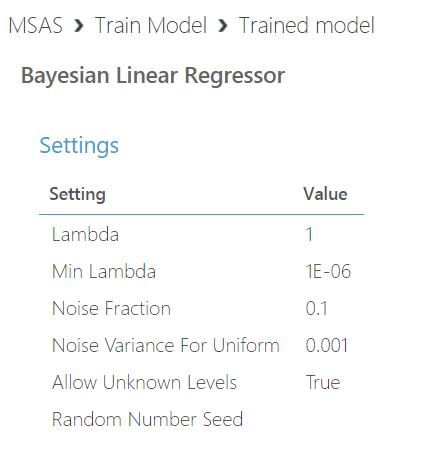 MSAS › Train Model › Trained model
Bayesian Linear Regressor
Settings
Setting Value
Lambda 1
Min Lambda 1E-06
Noise Fraction 0.1
Noise Variance For Uniform 0.001
Allow Unknown Levels True
Random Number Seed